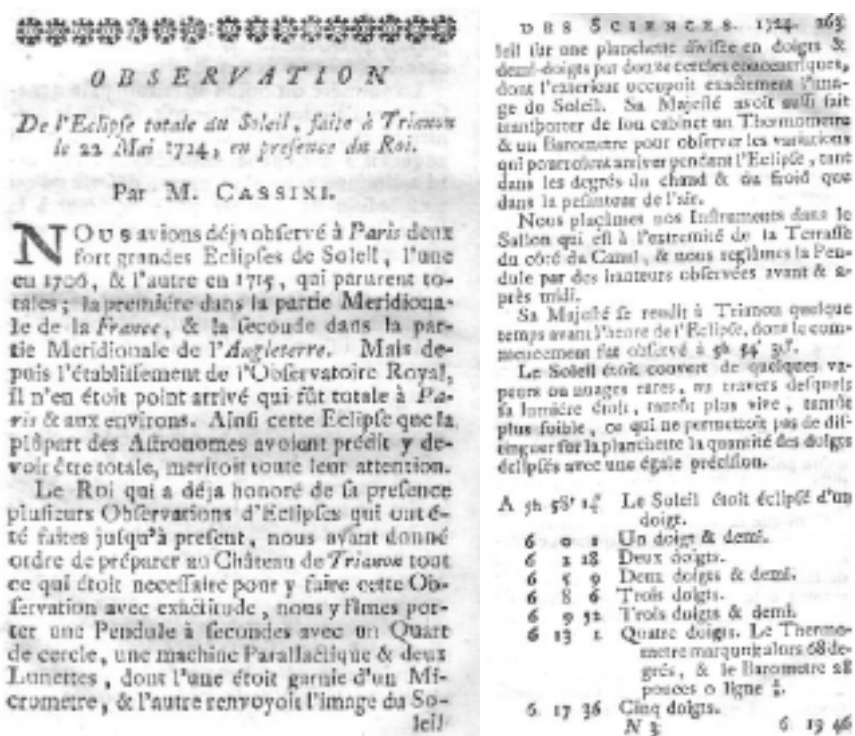 OBSERVATION
De l'Eclipſe totale du Soleil, faite à Trianon
le 22 Mai 1724, en preſence du Roi.
Par M. CASSINI.
NOUS avions déja obſervé à Paris deux
fort grandes Eclipſes de Soleil, l'une
en 1706, & l'autre en 1715, qui parurent to-
tales; la premiére dans la partie Meridiona-
le de la France, & la ſeconde dans la par-
tie Meridionale de l'Angleterre. Mais de-
puis l'établiſſement de l'Obſervatoire Royal,
il n'en étoit point arrivé qui fût totale à Pa-
ris & aux environs. Ainſi cette Eclipſe que la
plûpart des Aſtronomes avoient prédit y de-
voir être totale, meritoit toute leur attention.
Le Roi qui a déja honoré de ſa preſence
pluſieurs Obſervations d'Eclipſes qui ont é-
té faites juſqu'à preſent, nous ayant donné
ordre de préparer au Château de Trianon tout
ce qui étoit neceſſaire pour y faire cette Ob-
ſervation avec exactitude, nous y fîmes por-
ter une Pendule à ſecondes avec un Quart
de cercle, une machine Parallactique & deux
Lunettes, dont l'une étoit garnie d'un Mi-
crometre, & l'autre renvoyoit l'image du So-
leil
DES SCIENCES. 1724. 263
leil ſur une planchette diviſée en doigts &
demi-doigts par douze cercles concentriques,
dont l'exterieur occupoit exactement l'ima-
ge du Soleil. Sa Majeſté avoit auſſi fait
tranſporter de ſon cabinet un Thermometre
& un Barometre pour obſerver les variations
qui pourroient arriver pendant l'Eclipſe, tant
dans les degrés du chaud & du froid que
dans la peſanteur de l'air.
Nous plaçâmes nos Inſtruments dans le
Sallon qui eſt à l'extremité de la Terraſſe
du côté du Canal, & nous reglâmes la Pen-
dule par des hauteurs obſervées avant & a-
près midi.
Sa Majeſté ſe rendit à Trianon quelque
temps avant l'heure de l'Eclipſe, dont le com-
mencement fut obſervé à 5h 54'
Le Soleil étoit couvert de quelques va-
peurs ou nuages rares, au travers deſquels
ſa lumiére étoit, tantôt plus vive, tantôt
plus foible, ce qui ne permettoit pas de diſ-
tinguer ſur la planchette la quantité des doigts
éclipſés avec une égale préciſion.
A 5h 58' Le Soleil étoit éclipſé d'un
doigt.
6 0 1 Un doigt & demi.
6 2 18 Deux doigts.
6 5 9 Deux doigts & demi.
6 8 6 Trois doigts.
6 9 52 Trois doigts & demi.
6 13 1 Quatre doigts. Le Thermo-
metre marquoit alors 68 de-
grés, & le Barometre 28
pouces 0 ligne
6 17 36 Cinq doigts.
N 3 6 19 46